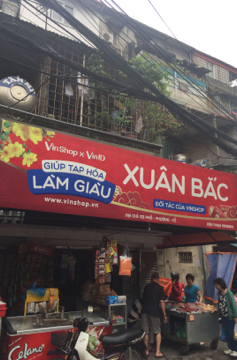 VinShop x VinID
GIÚP TẠP HÓA
LÀM GIÀU
www.vinshop.vn
XUÂN BẮC
ĐỐI TÁC CỦA VINSHOP
Celano